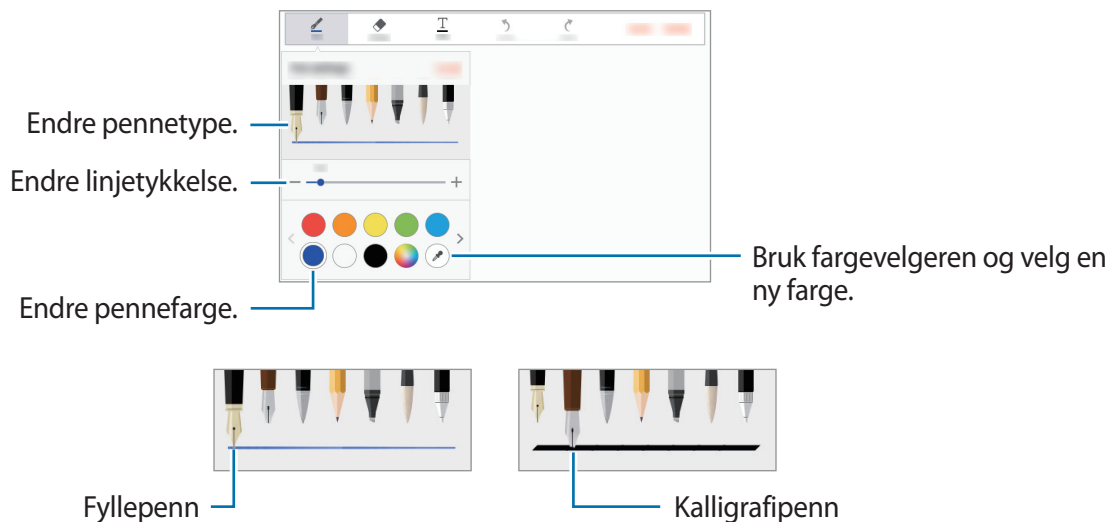 T
Endre pennetype.
Endre linjetykkelse.
Bruk fargevelgeren og velg en
ny farge.
Endre pennefarge.
Fyllepenn
Kalligrafipenn